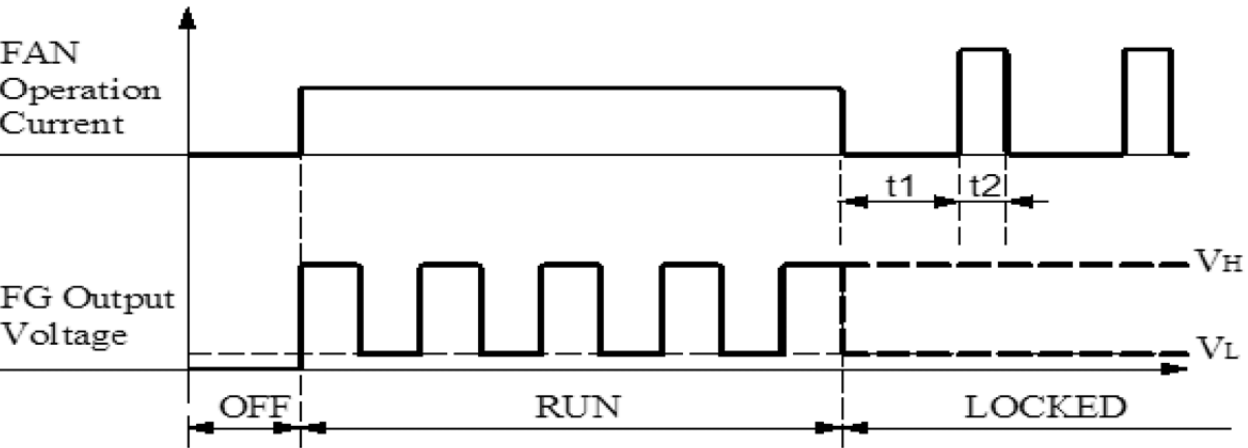 FAN
Operation
Current
t1
t2
VH
FG Output
Voltage
VL
OFF
RUN
LOCKED